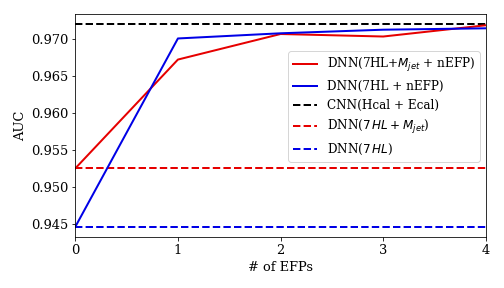 0.970
0.965
0.960
0.955
0.950
0.945
AUC
0 1 2 3 4
# of EFPs
DNN(7HL+M_jet + nEFP)
DNN(7HL + nEFP)
CNN(Hcal + Ecal)
DNN(7HL + M_jet)
DNN(7HL)